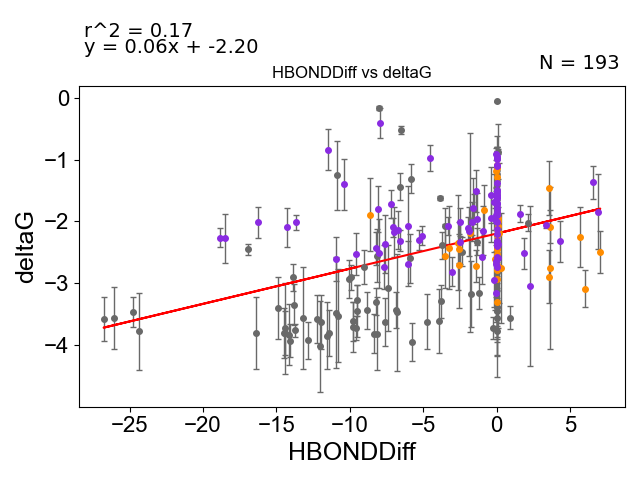 r^2 = 0.17
y = 0.06x + -2.20
N = 193
HBONDDiff vs deltaG
0
−1
−2
−3
−4
deltaG
−25 −20 −15 −10 −5 0 5
HBONDDiff